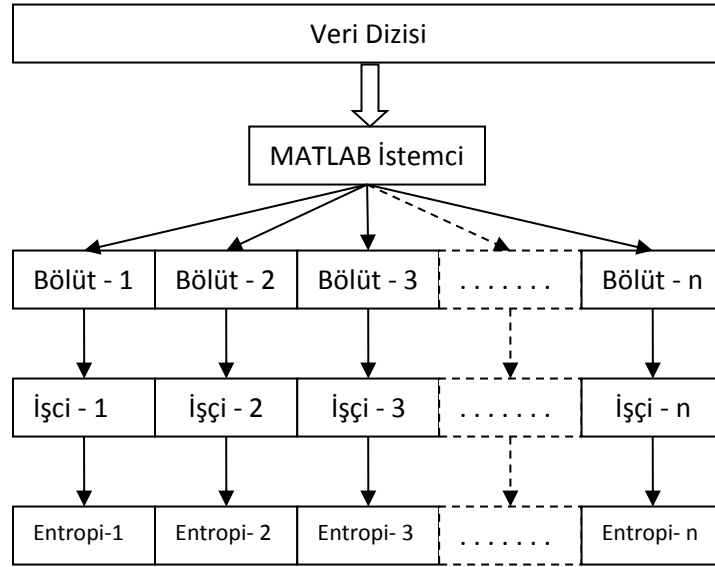 Veri Dizisi
MATLAB İstemci
Bölüt - 1 Bölüt - 2 Bölüt - 3 . . . . . . . Bölüt - n
İşci - 1 İşçi - 2 İşçi - 3 . . . . . . . İşçi - n
Entropi-1 Entropi- 2 Entropi- 3 . . . . . . . Entropi- n